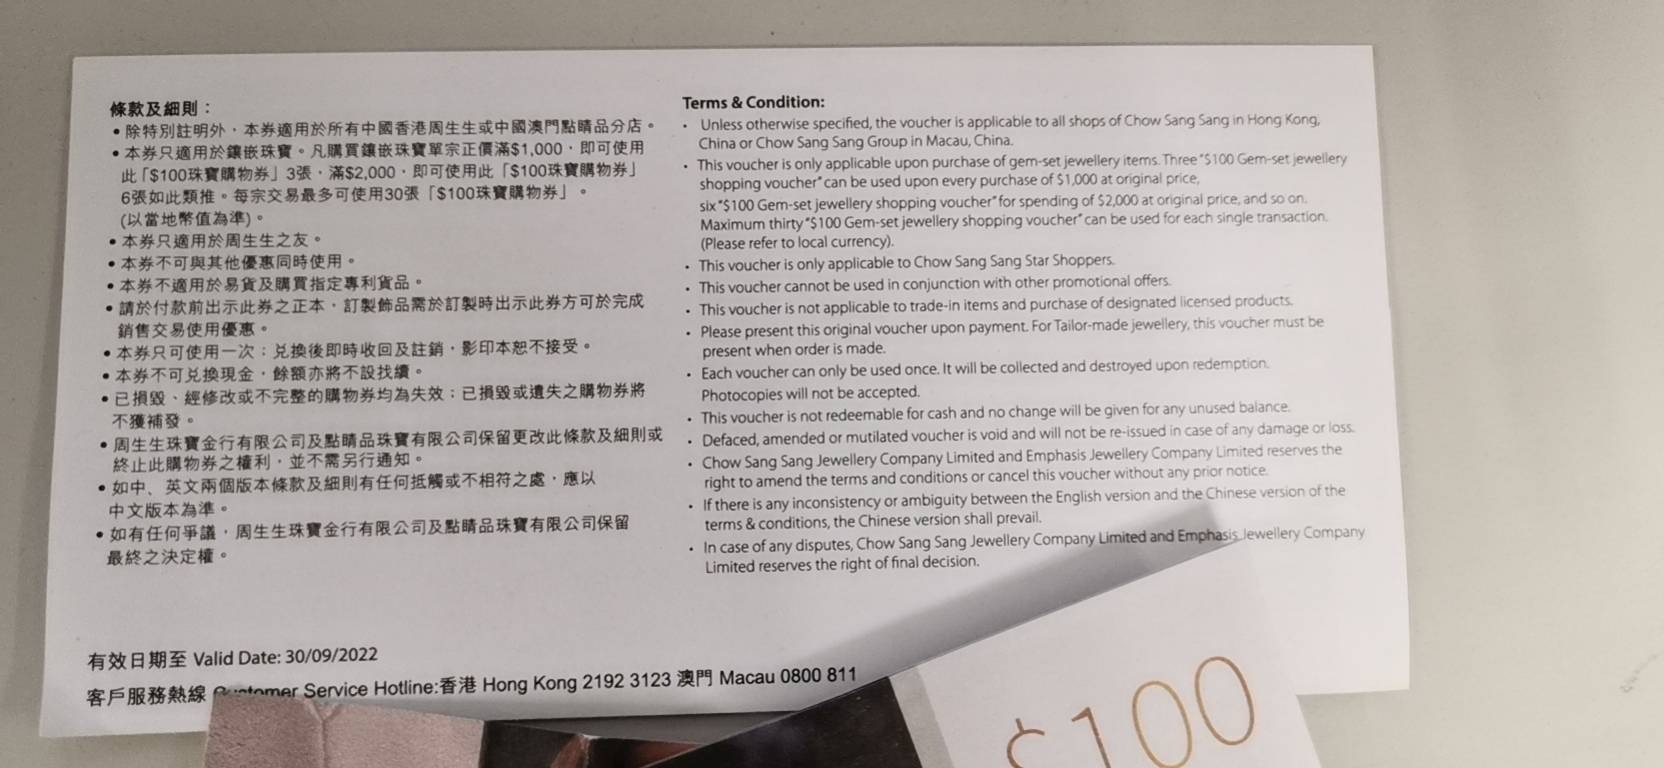 條款及細則：
• 除特別註明外，本券適用於所有中國香港周生生或中國澳門點睛品分店。
• 本券只適用於鑲嵌珠寶。凡購買鑲嵌珠寶單宗正價滿$1,000，即可使用
此「$100珠寶購物券」3張，滿$2,000，即可使用此「$100珠寶購物券」
6張如此類推。每宗交易最多可使用30張「$100珠寶購物券」。
(以當地幣值為準)。
• 本券只適用於周生生之友。
• 本券不可與其他優惠同時使用。
• 本券不適用於易貨及購買指定專利貨品。
• 請於付款前出示此券之正本，訂製飾品需於訂製時出示此券方可於完成
銷售交易使用優惠。
• 本券只可使用一次；兌換後即時收回及註銷，影印本恕不接受。
• 本券不可兌換現金，餘額亦將不設找續。
• 已損毀、經修改或不完整的購物券均為失效；已損毀或遺失之購物券將
不獲補發。
• 周生生珠寶金行有限公司及點睛品珠寶有限公司保留更改此條款及細則或
終止此購物券之權利，並不需另行通知。
• 如中、英文兩個版本條款及細則有任何抵觸或不相符之處，應以
中文版本為準。
• 如有任何爭議，周生生珠寶金行有限公司及點睛品珠寶有限公司保留
最終之決定權。
Terms & Condition:
• Unless otherwise specified, the voucher is applicable to all shops of Chow Sang Sang in Hong Kong,
China or Chow Sang Sang Group in Macau, China.
• This voucher is only applicable upon purchase of gem-set jewellery items. Three "$100 Gem-set jewellery
shopping voucher" can be used upon every purchase of $1,000 at original price,
six "$100 Gem-set jewellery shopping voucher" for spending of $2,000 at original price, and so on.
Maximum thirty "$100 Gem-set jewellery shopping voucher" can be used for each single transaction.
(Please refer to local currency).
• This voucher is only applicable to Chow Sang Sang Star Shoppers.
• This voucher cannot be used in conjunction with other promotional offers.
• This voucher is not applicable to trade-in items and purchase of designated licensed products.
• Please present this original voucher upon payment. For Tailor-made jewellery, this voucher must be
present when order is made.
• Each voucher can only be used once. It will be collected and destroyed upon redemption.
Photocopies will not be accepted.
• This voucher is not redeemable for cash and no change will be given for any unused balance.
• Defaced, amended or mutilated voucher is void and will not be re-issued in case of any damage or loss.
• Chow Sang Sang Jewellery Company Limited and Emphasis Jewellery Company Limited reserves the
right to amend the terms and conditions or cancel this voucher without any prior notice.
• If there is any inconsistency or ambiguity between the English version and the Chinese version of the
terms & conditions, the Chinese version shall prevail.
• In case of any disputes, Chow Sang Sang Jewellery Company Limited and Emphasis Jewellery Company
Limited reserves the right of final decision.
有效日期至 Valid Date: 30/09/2022
客戶服務熱線 Customer Service Hotline:香港 Hong Kong 2192 3123 澳門 Macau 0800 811
$100